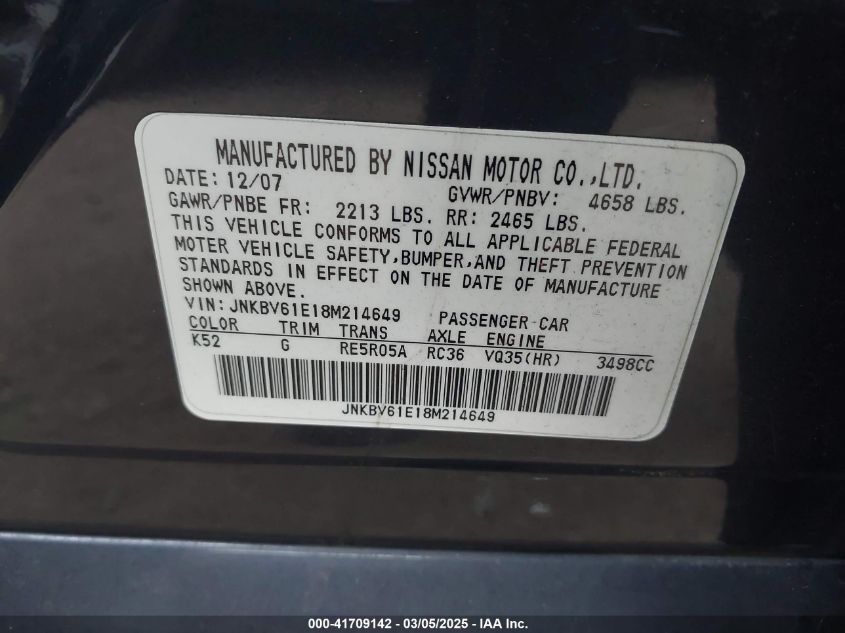 MANUFACTURED BY NISSAN MOTOR CO.,LTD.
DATE: 12/07 GVWR/PNBV: 4658 LBS.
GAWR/PNBE FR: 2213 LBS. RR: 2465 LBS.
THIS VEHICLE CONFORMS TO ALL APPLICABLE FEDERAL
MOTER VEHICLE SAFETY,BUMPER,AND THEFT PREVENTION
STANDARDS IN EFFECT ON THE DATE OF MANUFACTURE
SHOWN ABOVE.
VIN: JNKBV61E18M214649 PASSENGER CAR
COLOR TRIM TRANS AXLE ENGINE
K52 G RE5R05A RC36 VQ35(HR) 3498CC
JNKBV61E18M214649
000-41709142 - 03/05/2025 - IAA Inc.